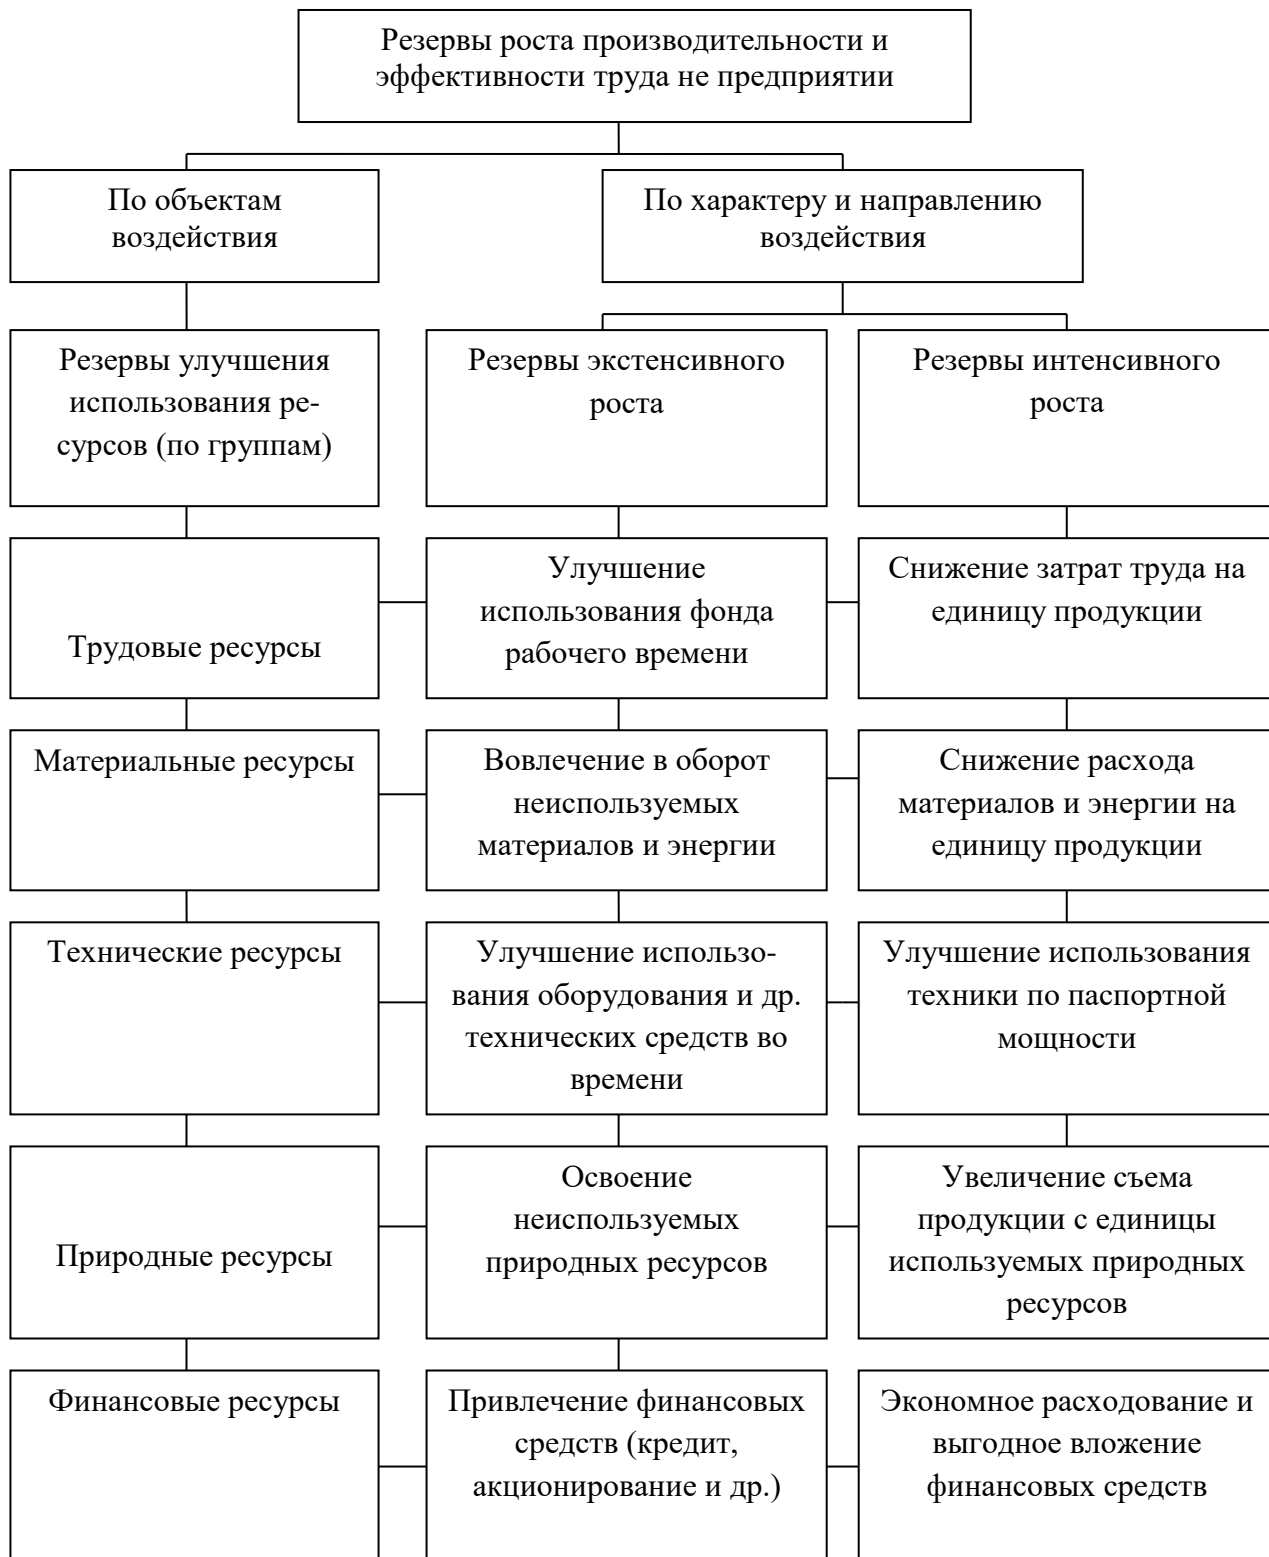 Резервы роста производительности и
эффективности труда не предприятии
По объектам
воздействия
По характеру и направлению
воздействия
Резервы улучшения
использования ре-
сурсов (по группам)
Резервы экстенсивного
роста
Резервы интенсивного
роста
Трудовые ресурсы
Улучшение
использования фонда
рабочего времени
Снижение затрат труда на
единицу продукции
Материальные ресурсы
Вовлечение в оборот
неиспользуемых
материалов и энергии
Снижение расхода
материалов и энергии на
единицу продукции
Технические ресурсы
Улучшение использо-
вания оборудования и др.
технических средств во
времени
Улучшение использования
техники по паспортной
мощности
Природные ресурсы
Освоение
неиспользуемых
природных ресурсов
Увеличение съема
продукции с единицы
используемых природных
ресурсов
Финансовые ресурсы
Привлечение финансовых
средств (кредит,
акционирование и др.)
Экономное расходование и
выгодное вложение
финансовых средств